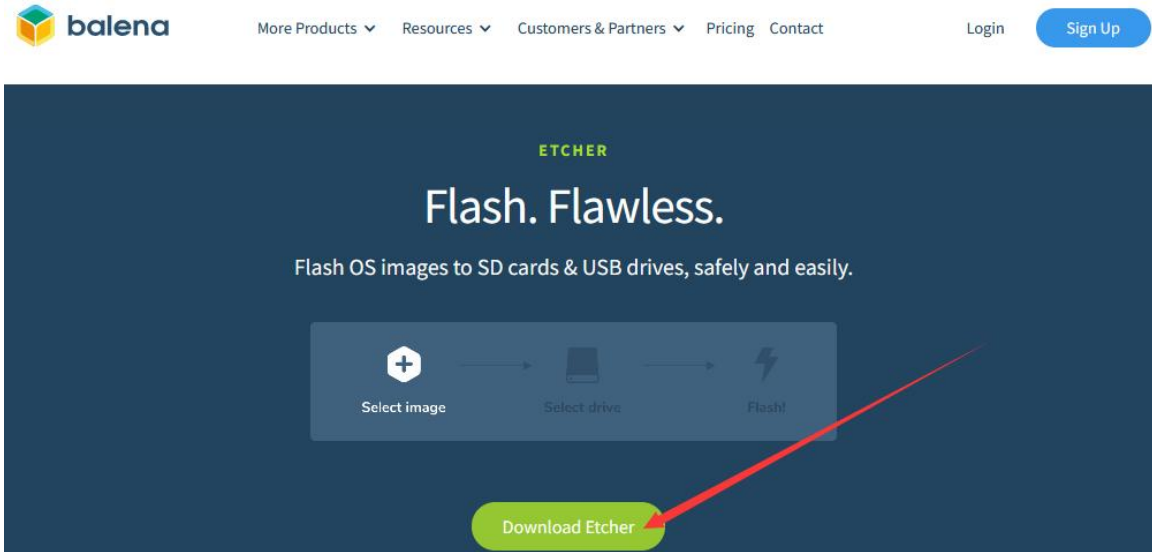 balena More Products Resources Customers & Partners Pricing Contact Login Sign Up
ETCHER
Flash. Flawless.
Flash OS images to SD cards & USB drives, safely and easily.
Select image Select drive Flash!
Download Etcher